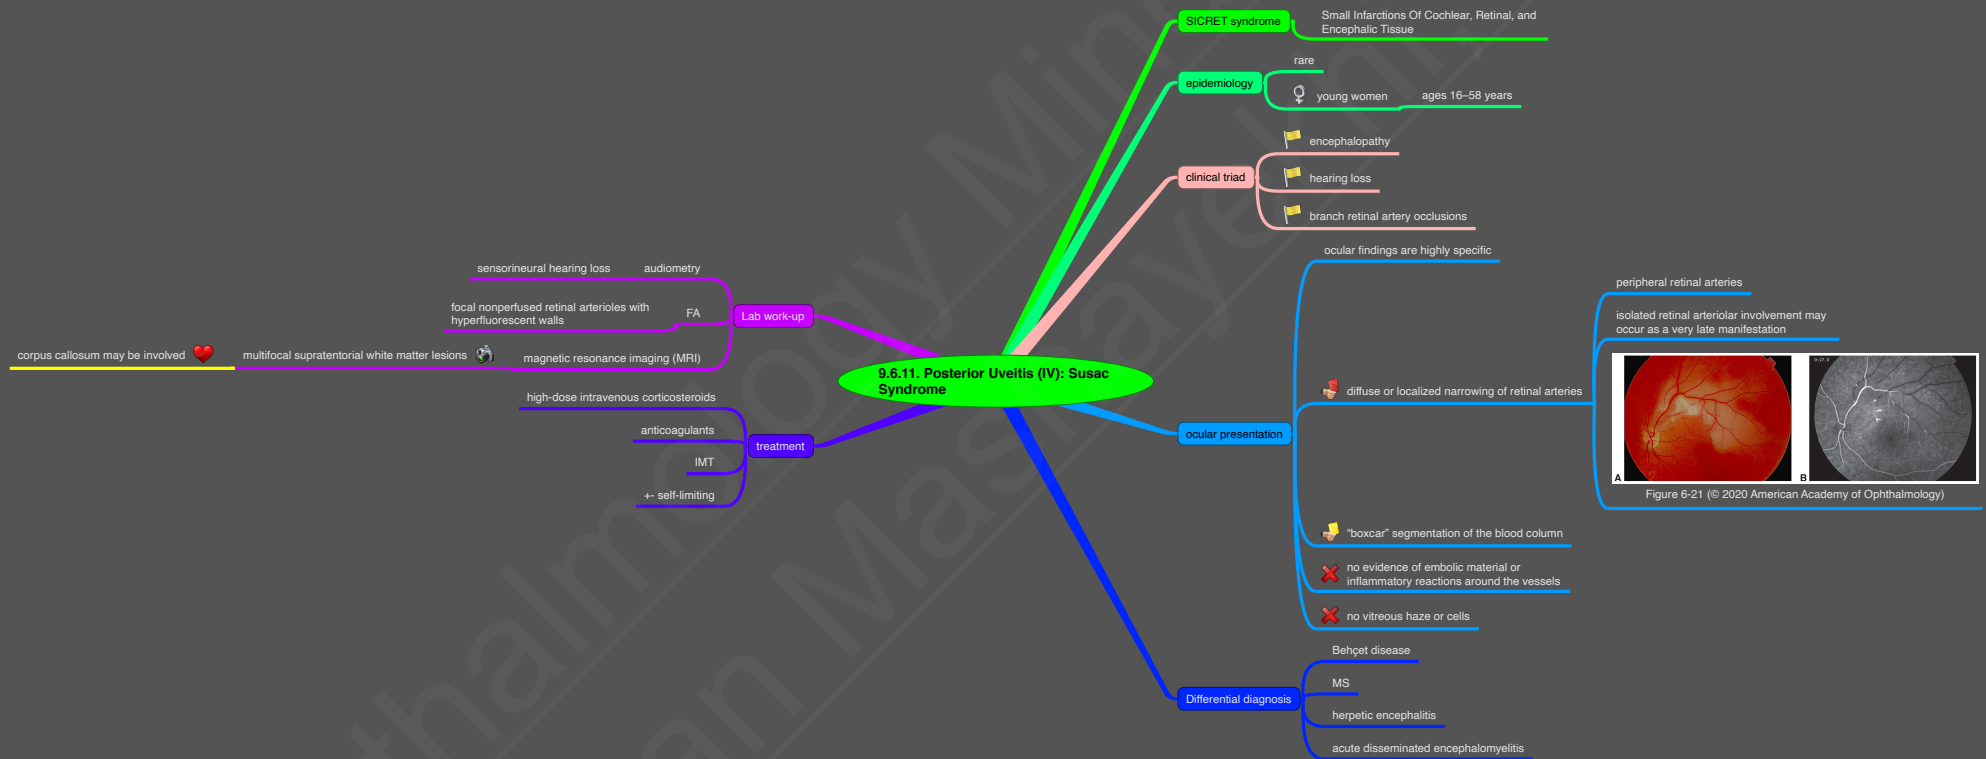 SICRET syndrome
Small Infarctions Of Cochlear, Retinal, and
Encephalic Tissue
epidemiology
rare
young women
ages 16–58 years
clinical triad
encephalopathy
hearing loss
branch retinal artery occlusions
ocular presentation
ocular findings are highly specific
diffuse or localized narrowing of retinal arteries
peripheral retinal arteries
isolated retinal arteriolar involvement may
occur as a very late manifestation
0:27.0
A
B
Figure 6-21 (© 2020 American Academy of Ophthalmology)
“boxcar” segmentation of the blood column
no evidence of embolic material or
inflammatory reactions around the vessels
no vitreous haze or cells
Differential diagnosis
Behçet disease
MS
herpetic encephalitis
acute disseminated encephalomyelitis
9.6.11. Posterior Uveitis (IV): Susac
Syndrome
Lab work-up
audiometry
sensorineural hearing loss
FA
focal nonperfused retinal arterioles with
hyperfluorescent walls
magnetic resonance imaging (MRI)
multifocal supratentorial white matter lesions
corpus callosum may be involved
treatment
high-dose intravenous corticosteroids
anticoagulants
IMT
+- self-limiting